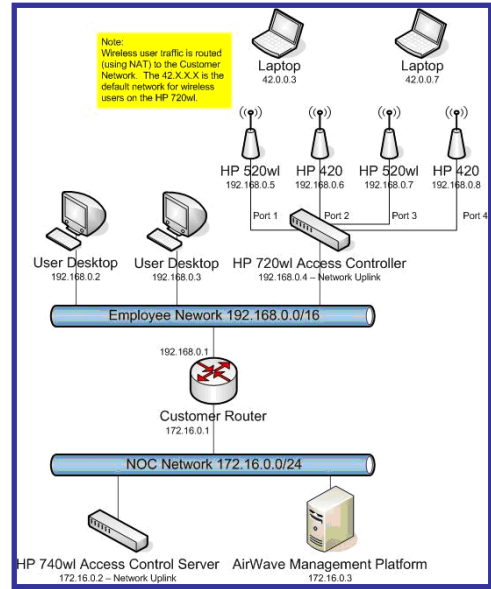 Note:
Wireless user traffic is routed
(using NAT) to the Customer
Network. The 42.X.X.X is the
default network for wireless
users on the HP 720wl.
Laptop
42.0.0.3
Laptop
42.0.0.7
HP 520wl
192.168.0.5
HP 420
192.168.0.6
HP 520wl
192.168.0.7
HP 420
192.168.0.8
Port 1
Port 2
Port 3
Port 4
User Desktop
192.168.0.2
User Desktop
192.168.0.3
HP 720wl Access Controller
192.168.0.4 – Network Uplink
Employee Nework 192.168.0.0/16
192.168.0.1
Customer Router
172.16.0.1
NOC Network 172.16.0.0/24
HP 740wl Access Control Server
172.16.0.2 – Network Uplink
AirWave Management Platform
172.16.0.3